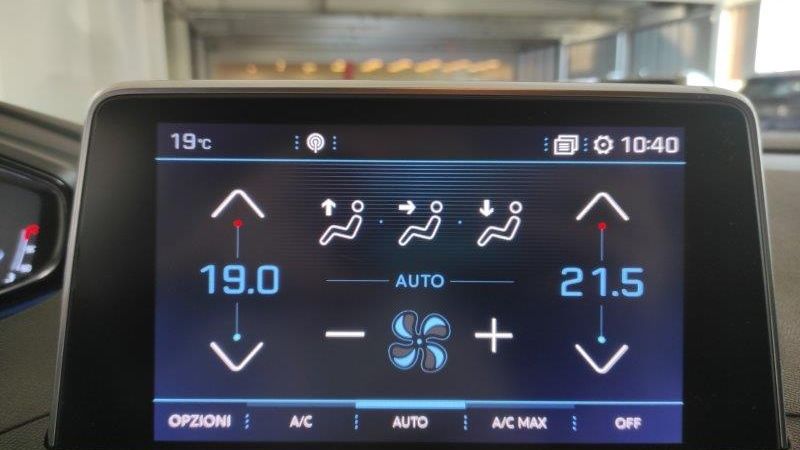 19°C 10:40
19.0 AUTO 21.5
OPZIONI A/C AUTO A/C MAX OFF